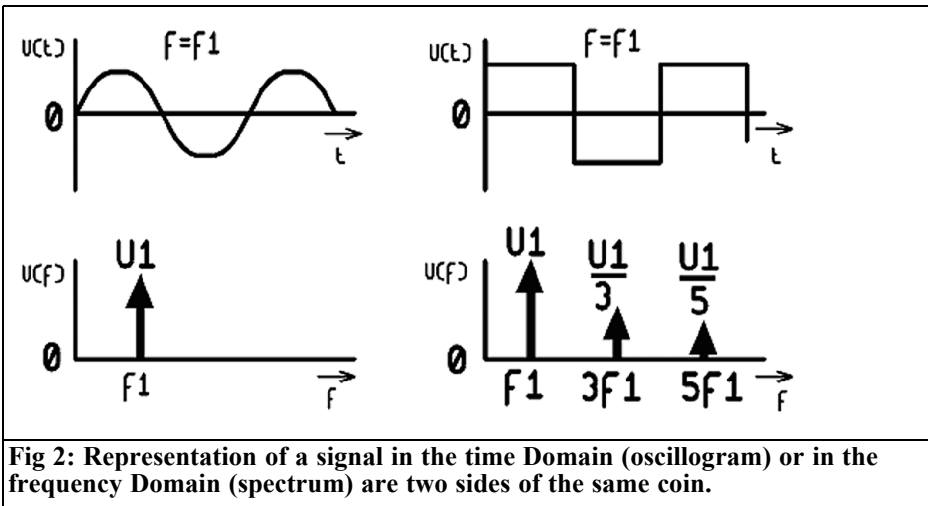 U(t)
F=F1
0
t
U(t)
F=F1
0
t
U(f)
U1
0
F1
F
U(f)
U1
U1
3
U1
5
0
F1
3F1
5F1
F
Fig 2: Representation of a signal in the time Domain (oscillogram) or in the
frequency Domain (spectrum) are two sides of the same coin.